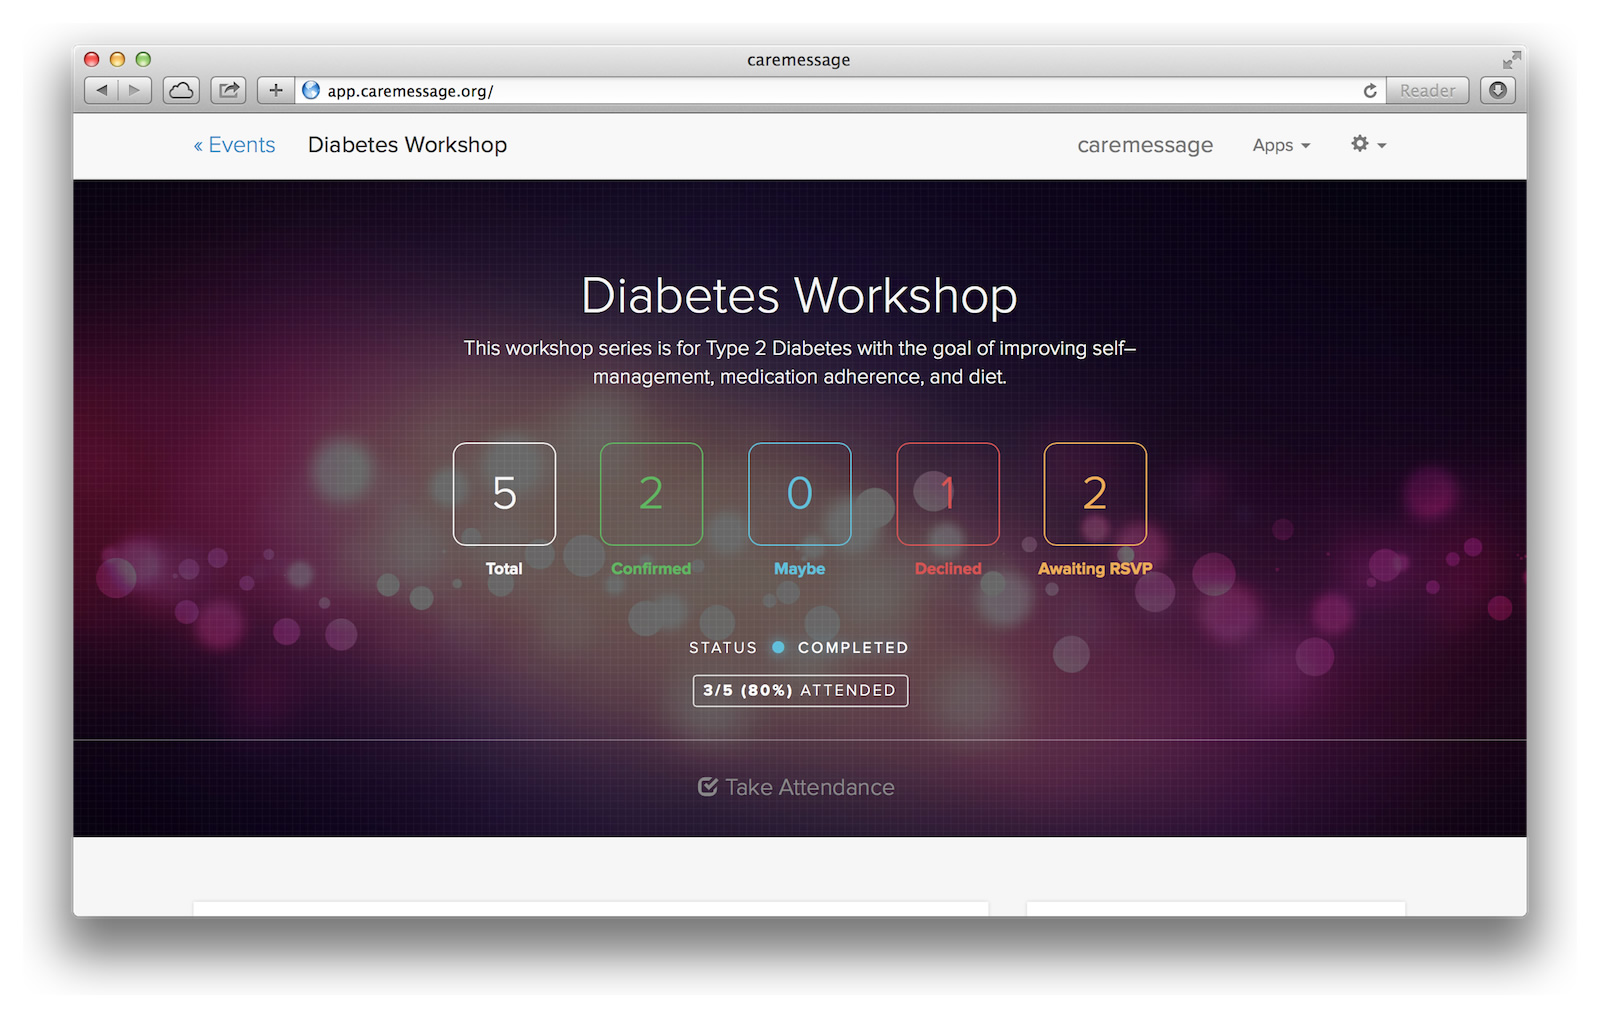 caremessage
app.caremessage.org/
Reader
« Events
Diabetes Workshop
caremessage
Apps
Diabetes Workshop
This workshop series is for Type 2 Diabetes with the goal of improving self–
management, medication adherence, and diet.
5
2
0
1
2
Total
Confirmed
Maybe
Declined
Awaiting RSVP
STATUS
COMPLETED
3/5 (80%) ATTENDED
Take Attendance